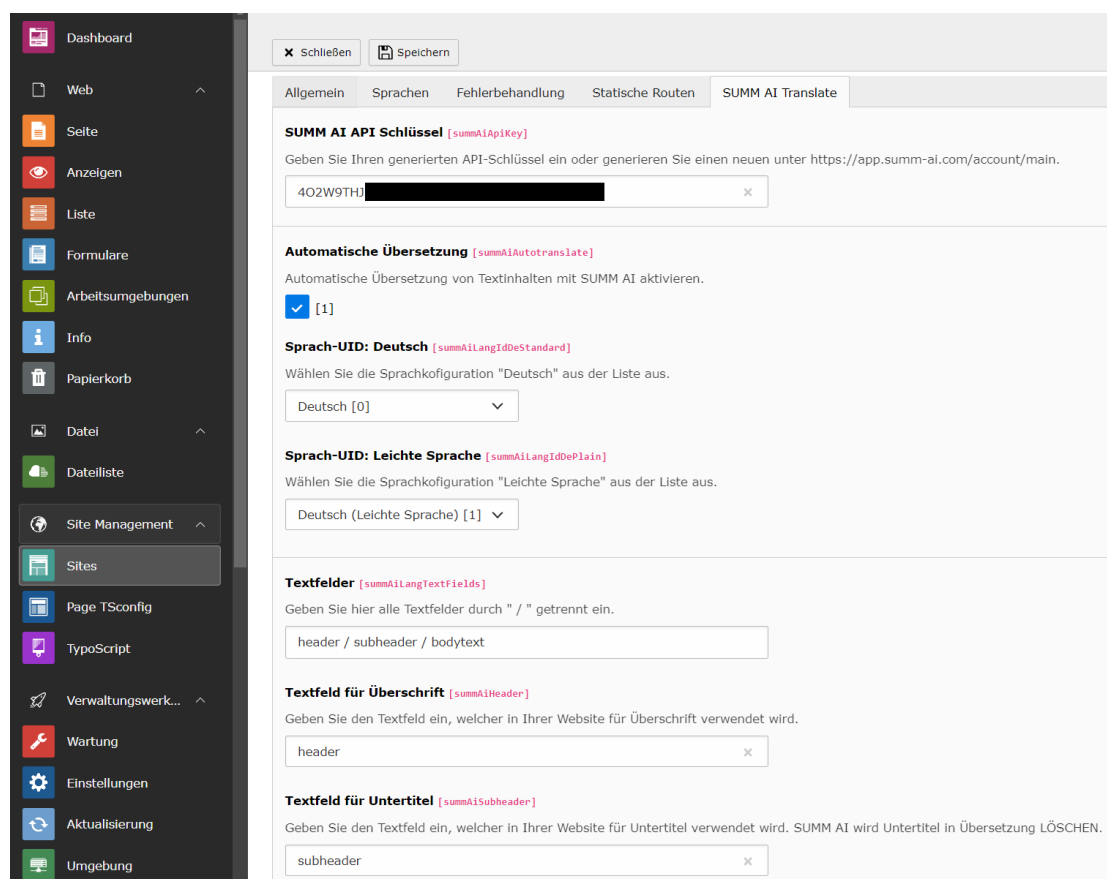 Dashboard
Web
Seite
Anzeigen
Liste
Formulare
Arbeitsumgebungen
Info
Papierkorb
Datei
Dateiliste
Site Management
Sites
Page TSconfig
TypoScript
Verwaltungswerk...
Wartung
Einstellungen
Aktualisierung
Umgebung
Schließen Speichern
Allgemein Sprachen Fehlerbehandlung Statische Routen SUMM AI Translate
SUMM AI API Schlüssel [summAiApiKey]
Geben Sie Ihren generierten API-Schlüssel ein oder generieren Sie einen neuen unter https://app.summ-ai.com/account/main.
4O2W9THJ
Automatische Übersetzung [summAiAutotranslate]
Automatische Übersetzung von Textinhalten mit SUMM AI aktivieren.
[1]
Sprach-UID: Deutsch [summAiLangIdDeStandard]
Wählen Sie die Sprachkofiguration "Deutsch" aus der Liste aus.
Deutsch [0]
Sprach-UID: Leichte Sprache [summAiLangIdDePlain]
Wählen Sie die Sprachkofiguration "Leichte Sprache" aus der Liste aus.
Deutsch (Leichte Sprache) [1]
Textfelder [summAiLangTextFields]
Geben Sie hier alle Textfelder durch " / " getrennt ein.
header / subheader / bodytext
Textfeld für Überschrift [summAiHeader]
Geben Sie den Textfeld ein, welcher in Ihrer Website für Überschrift verwendet wird.
header
Textfeld für Untertitel [summAiSubheader]
Geben Sie den Textfeld ein, welcher in Ihrer Website für Untertitel verwendet wird. SUMM AI wird Untertitel in Übersetzung LÖSCHEN.
subheader